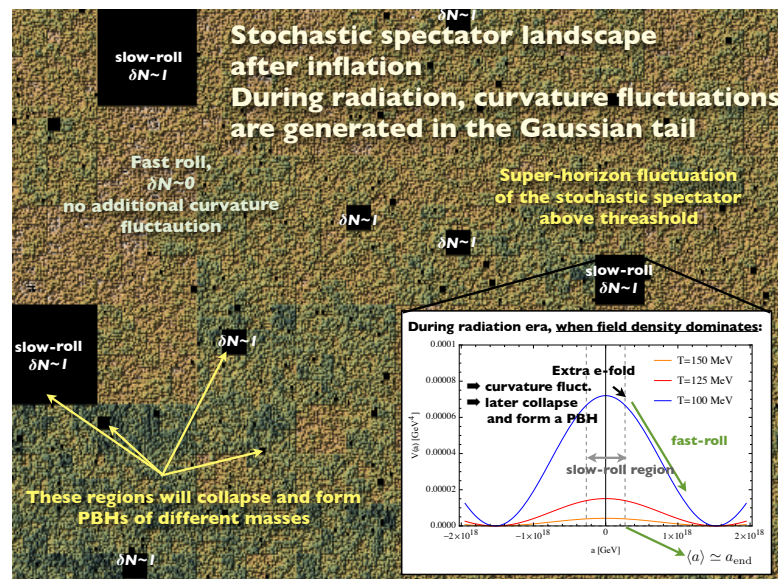 slow-roll
δN~1
Stochastic spectator landscape
after inflation
During radiation, curvature fluctuations
are generated in the Gaussian tail
δN~1
Fast roll,
δN~0
no additional curvature
fluctaution
Super-horizon fluctuation
of the stochastic spectator
above threshold
δN~1
δN~1
slow-roll
δN~1
slow-roll
δN~1
δN~1
These regions will collapse and form
PBHs of different masses
δN~1
During radiation era, when field density dominates:
0.0001
0.00008
0.00006
0.00004
0.00002
0.0000
V(a) [GeV⁴]
Extra e-fold
➡ curvature fluct.
➡ later collapse
and form a PBH
T=150 MeV
T=125 MeV
T=100 MeV
fast-roll
slow-roll region
−2×10¹⁸
−1×10¹⁸
0
1×10¹⁸
2×10¹⁸
a [GeV]
⟨a⟩ ≃ a_end